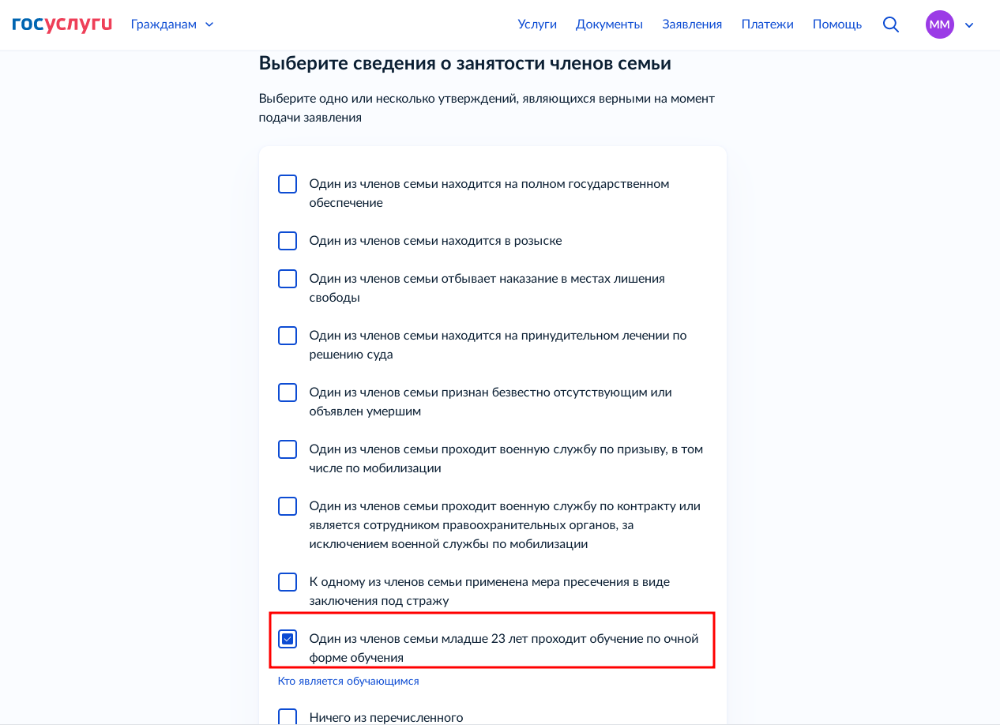 госуслуги Гражданам Услуги Документы Заявления Платежи Помощь ММ
Выберите сведения о занятости членов семьи
Выберите одно или несколько утверждений, являющихся верными на момент
подачи заявления
Один из членов семьи находится на полном государственном
обеспечение
Один из членов семьи находится в розыске
Один из членов семьи отбывает наказание в местах лишения
свободы
Один из членов семьи находится на принудительном лечении по
решению суда
Один из членов семьи признан безвестно отсутствующим или
объявлен умершим
Один из членов семьи проходит военную службу по призыву, в том
числе по мобилизации
Один из членов семьи проходит военную службу по контракту или
является сотрудником правоохранительных органов, за
исключением военной службы по мобилизации
К одному из членов семьи применена мера пресечения в виде
заключения под стражу
Один из членов семьи младше 23 лет проходит обучение по очной
форме обучения
Кто является обучающимся
Ничего из перечисленного